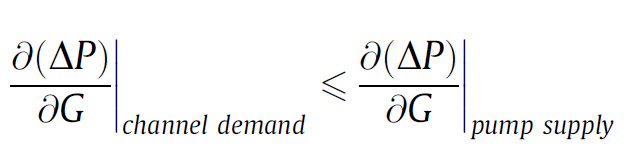 ∂(ΔP)/∂G|channel demand ⩽ ∂(ΔP)/∂G|pump supply